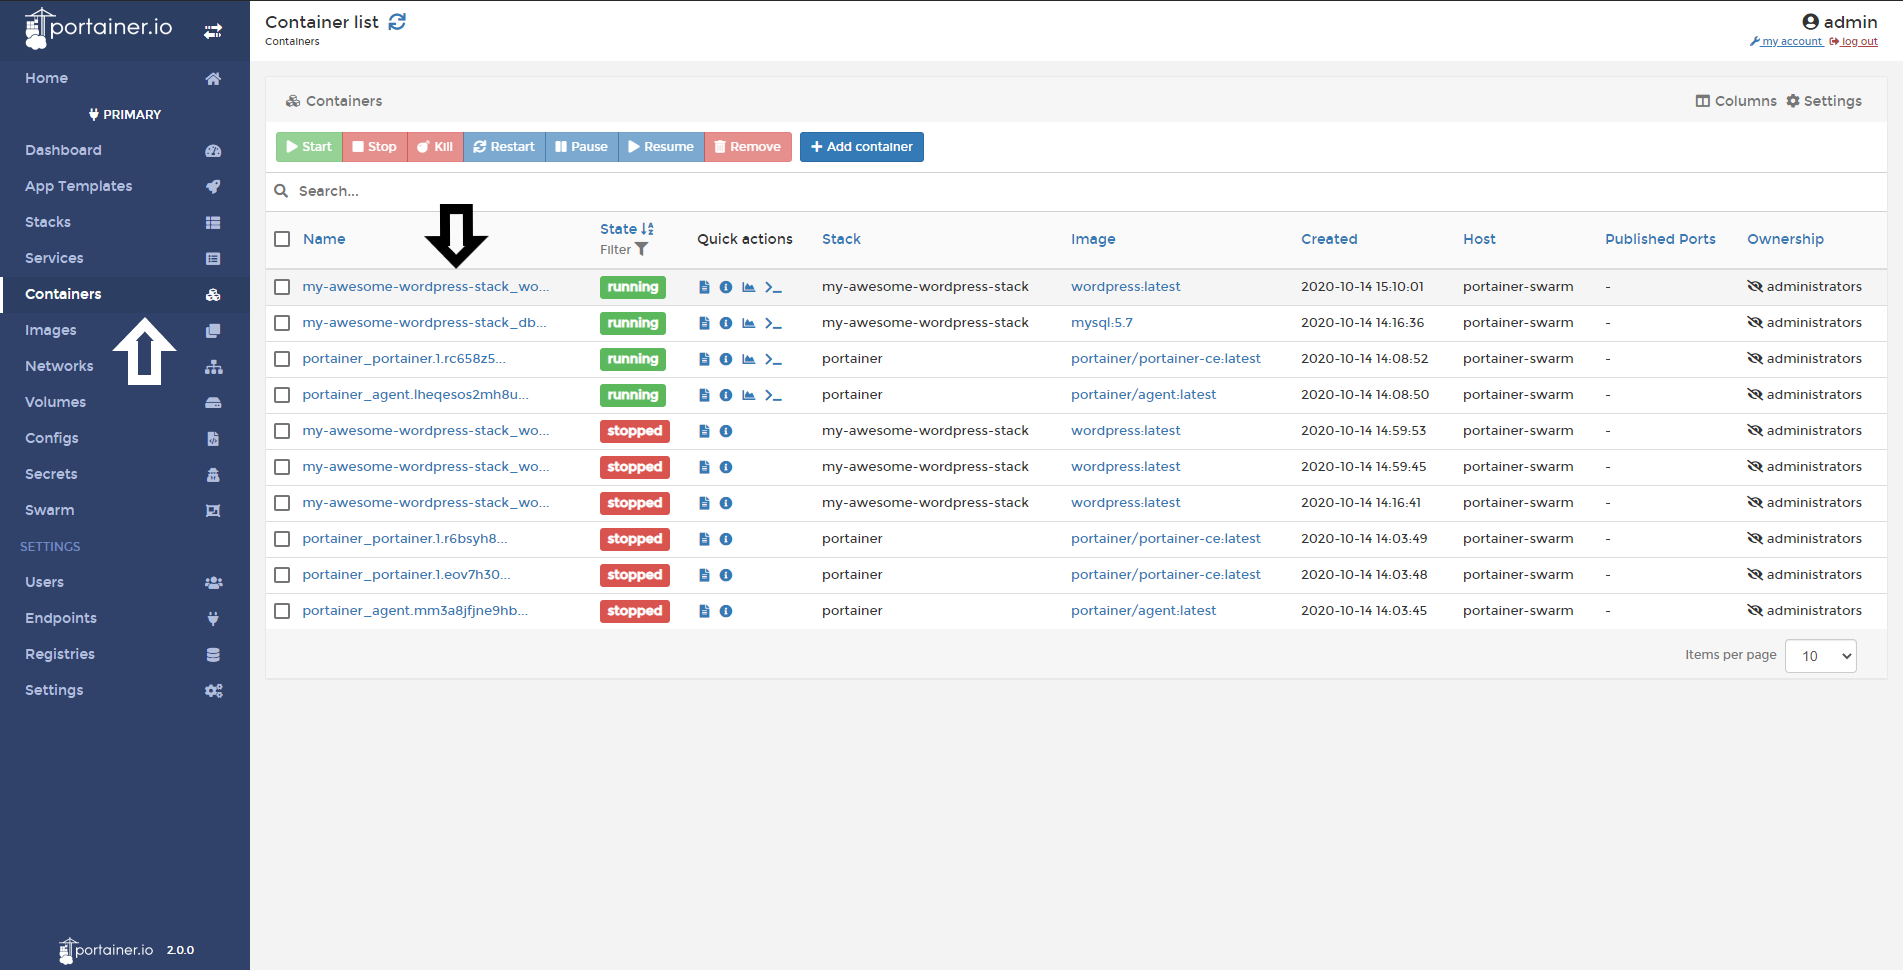 portainer.io
Container list
Containers
admin
my account log out
Home
PRIMARY
Dashboard
App Templates
Stacks
Services
Containers
Images
Networks
Volumes
Configs
Secrets
Swarm
SETTINGS
Users
Endpoints
Registries
Settings
portainer.io 2.0.0
Containers
Columns Settings
Start Stop Kill Restart Pause Resume Remove Add container
Search...
Name State Filter Quick actions Stack Image Created Host Published Ports Ownership
my-awesome-wordpress-stack_wo... running my-awesome-wordpress-stack wordpress:latest 2020-10-14 15:10:01 portainer-swarm - administrators
my-awesome-wordpress-stack_db... running my-awesome-wordpress-stack mysql:5.7 2020-10-14 14:16:36 portainer-swarm - administrators
portainer_portainer.1.rc658z5... running portainer portainer/portainer-ce:latest 2020-10-14 14:08:52 portainer-swarm - administrators
portainer_agent.lheqesos2mh8u... running portainer portainer/agent:latest 2020-10-14 14:08:50 portainer-swarm - administrators
my-awesome-wordpress-stack_wo... stopped my-awesome-wordpress-stack wordpress:latest 2020-10-14 14:59:53 portainer-swarm - administrators
my-awesome-wordpress-stack_wo... stopped my-awesome-wordpress-stack wordpress:latest 2020-10-14 14:59:45 portainer-swarm - administrators
my-awesome-wordpress-stack_wo... stopped my-awesome-wordpress-stack wordpress:latest 2020-10-14 14:16:41 portainer-swarm - administrators
portainer_portainer.1.r6bsyh8... stopped portainer portainer/portainer-ce:latest 2020-10-14 14:03:49 portainer-swarm - administrators
portainer_portainer.1.eov7h30... stopped portainer portainer/portainer-ce:latest 2020-10-14 14:03:48 portainer-swarm - administrators
portainer_agent.mm3a8jfjne9hb... stopped portainer portainer/agent:latest 2020-10-14 14:03:45 portainer-swarm - administrators
Items per page 10